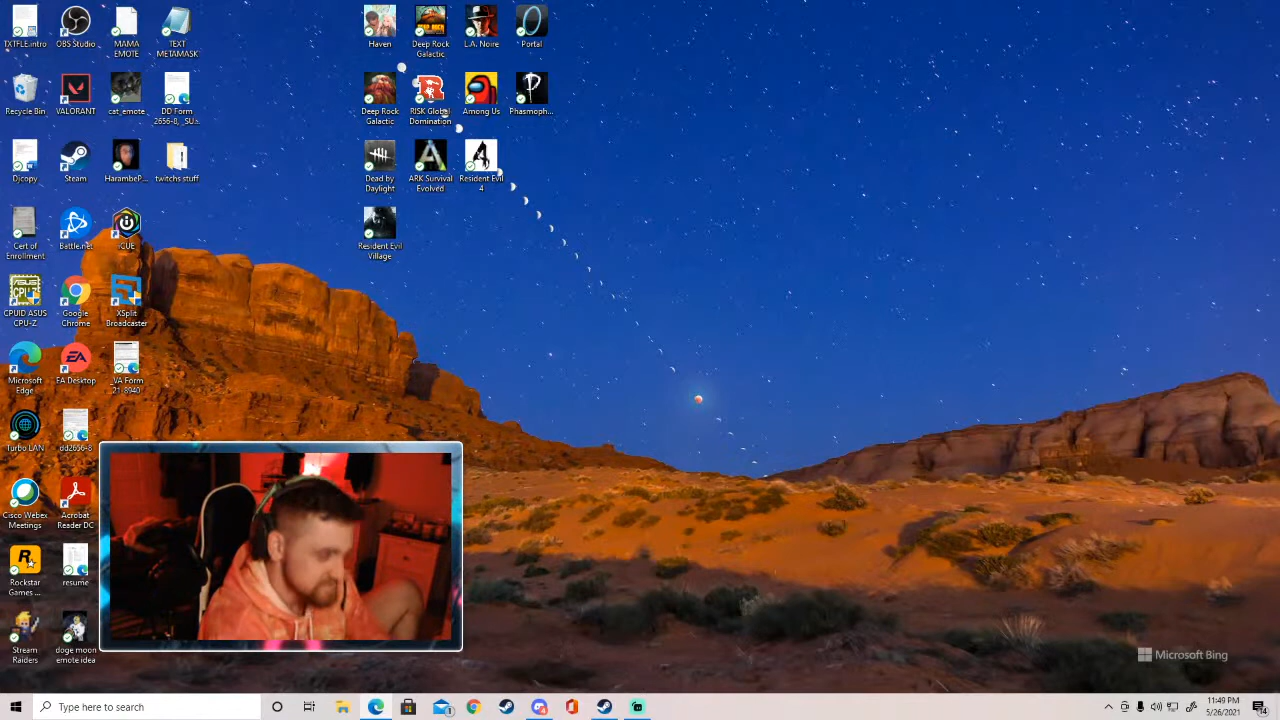 TXTFLE.intro
OBS Studio
MAMA
EMOTE
TEXT
METAMASK
Haven
Deep Rock
Galactic
L.A. Noire
Portal
Recycle Bin
VALORANT
cat_emote
DD Form
2656-8, _SU...
Deep Rock
Galactic
RISK Global
Domination
Among Us
Phasmoph...
Djcopy
Steam
HarambeP...
twitchs stuff
Dead by
Daylight
ARK Survival
Evolved
Resident Evil
4
Cert of
Enrollment
Battle.net
iCUE
Resident Evil
Village
CPUID ASUS
CPU-Z
Google
Chrome
XSplit
Broadcaster
Microsoft
Edge
EA Desktop
_VA Form
21-8940
Turbo LAN
dd2656-8
Cisco Webex
Meetings
Acrobat
Reader DC
Rockstar
Games ...
resume
Stream
Raiders
doge moon
emote idea
Microsoft Bing
Type here to search
11:49 PM
5/26/2021